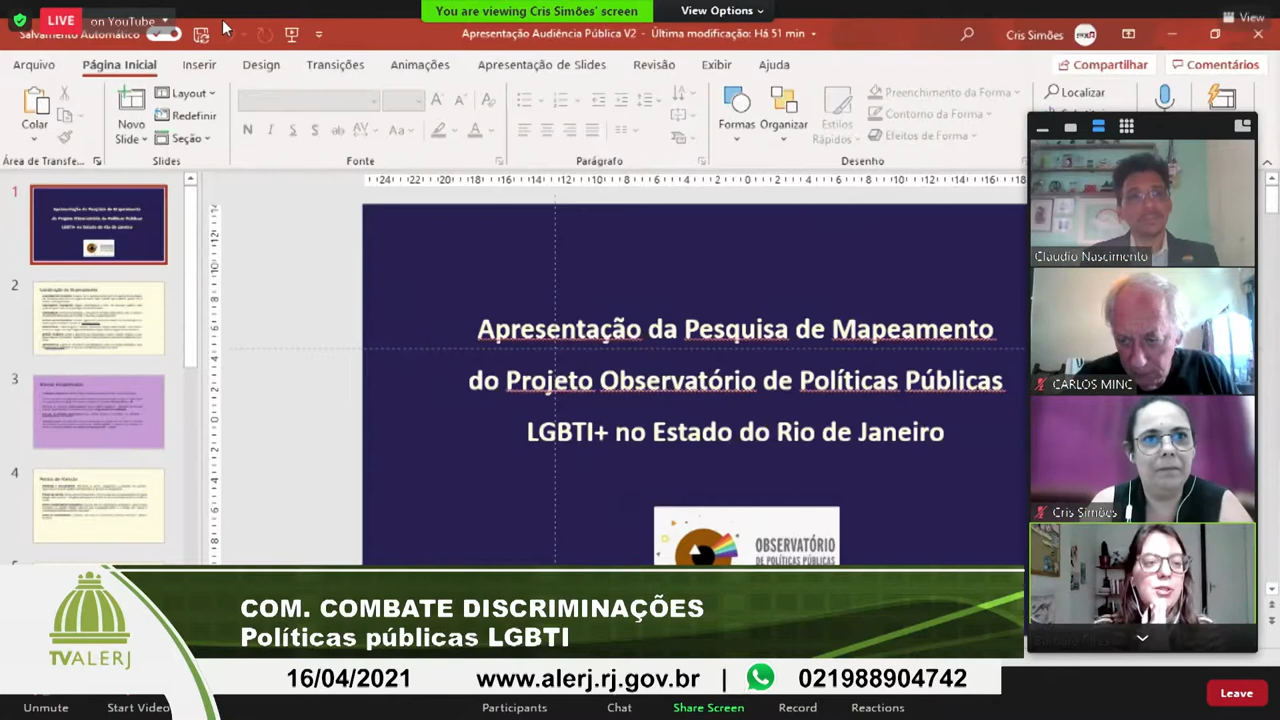 LIVE on YouTube
You are viewing Cris Simões' screen
View Options
View
Salvamento Automático
Apresentação Audiência Pública V2 - Última modificação: Há 51 min
Cris Simões
Arquivo Página Inicial Inserir Design Transições Animações Apresentação de Slides Revisão Exibir Ajuda
Compartilhar Comentários
Colar
Novo
Slide
Layout
Redefinir
Seção
Formas Organizar
Estilos
Rápidos
Preenchimento da Forma
Contorno da Forma
Efeitos de Forma
Localizar
Área de Transfe... Slides Fonte Parágrafo Desenho
1
2
3
4
Apresentação da Pesquisa de Mapeamento
do Projeto Observatório de Políticas Públicas
LGBTI+ no Estado do Rio de Janeiro
OBSERVATÓRIO
DE POLÍTICAS PÚBLICAS
Claudio Nascimento
CARLOS MINC
Cris Simões
TVALERJ
COM. COMBATE DISCRIMINAÇÕES
Políticas públicas LGBTI
16/04/2021 www.alerj.rj.gov.br | 021988904742
Unmute Start Video Participants Chat Share Screen Record Reactions
Leave